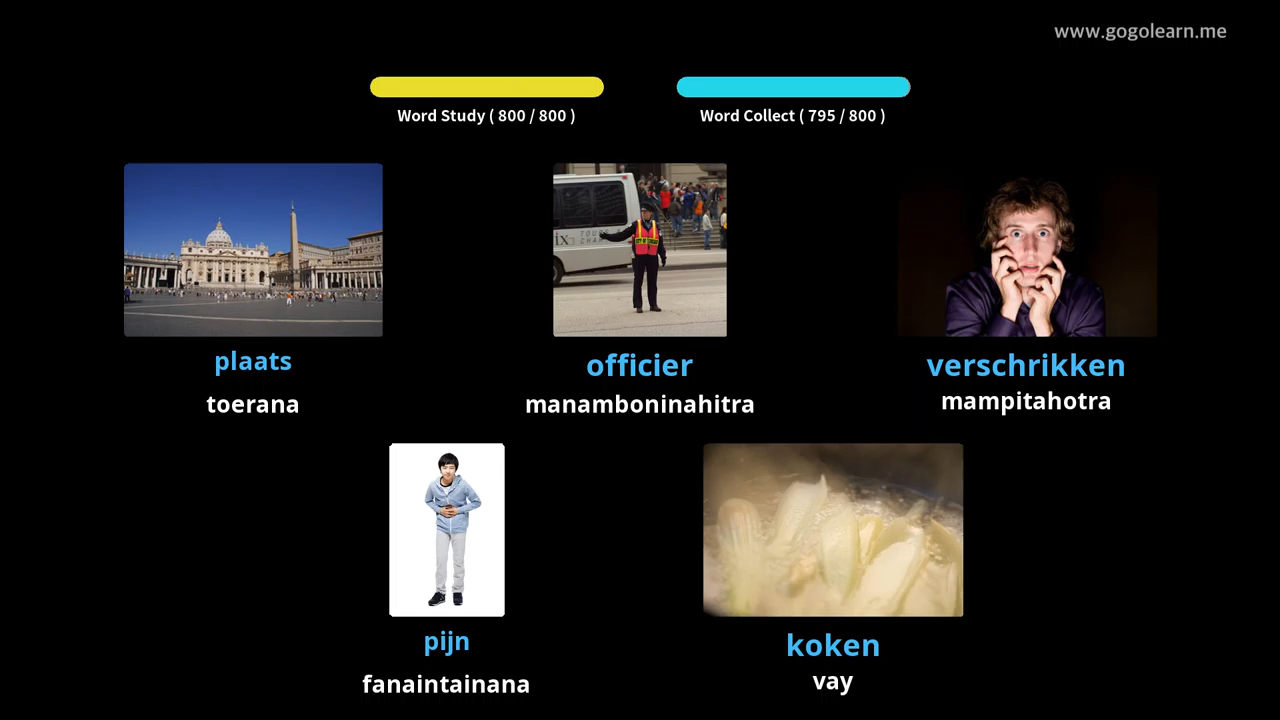 www.gogolearn.me
Word Study ( 800 / 800 )
Word Collect ( 795 / 800 )
plaats
officier
verschrikken
toerana
manamboninahitra
mampitahotra
pijn
koken
fanaintainana
vay